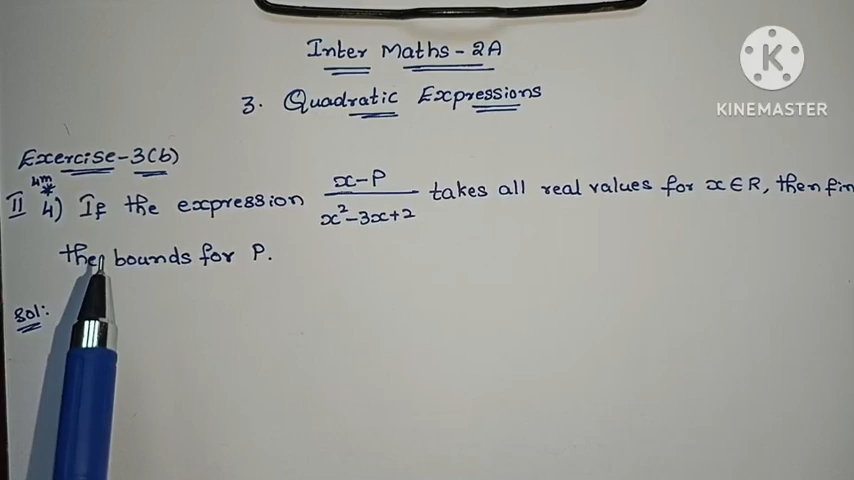 Inter Maths - 2A
3. Quadratic Expressions
KINEMASTER
Exercise - 3(b)
4m
II 4) If the expression x-P / x²-3x+2 takes all real values for x∈R, then fin
the bounds for P.
Sol: